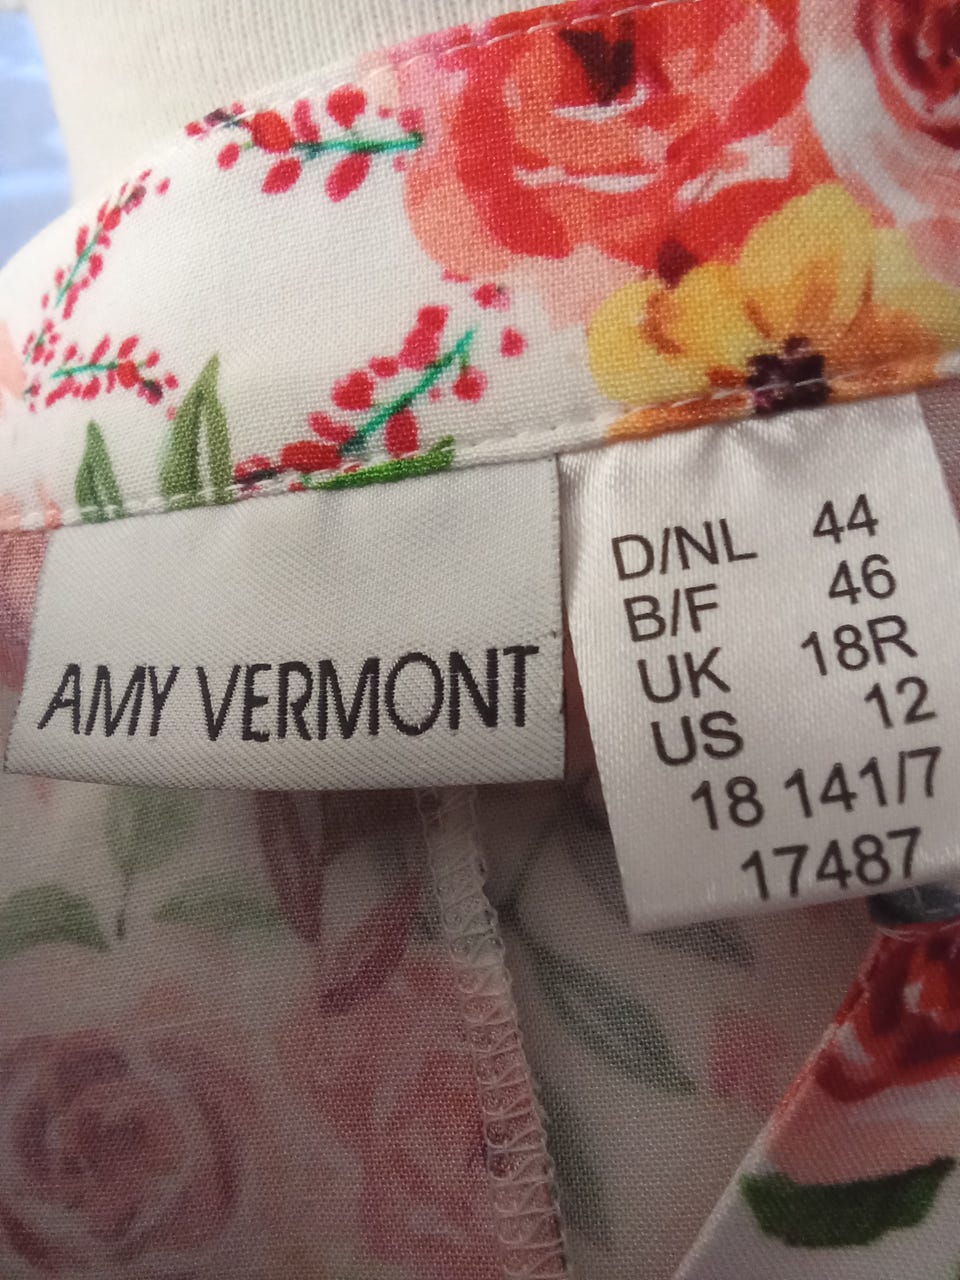 AMY VERMONT
D/NL 44
B/F 46
UK 18R
US 12
18 141/7
17487